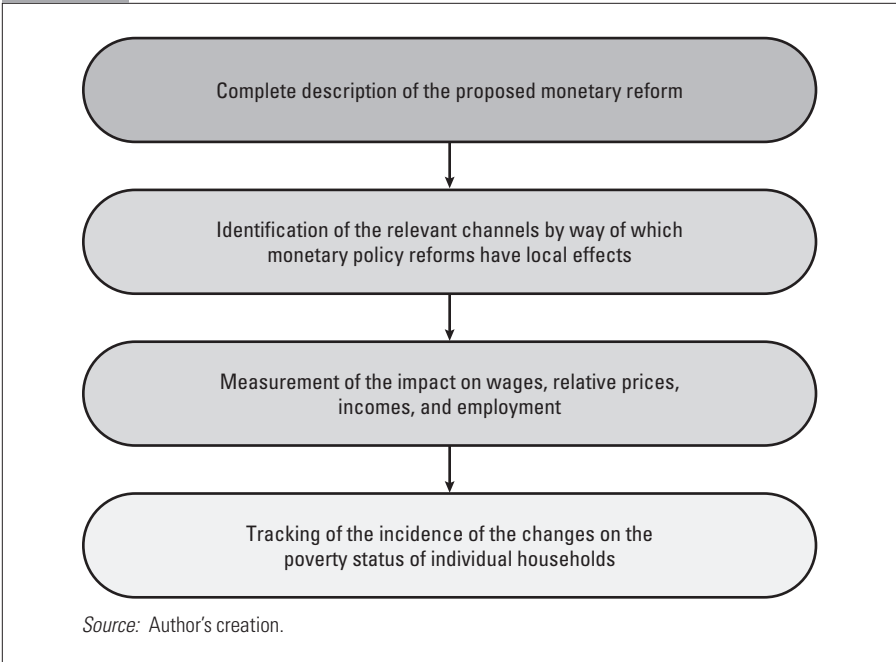 Complete description of the proposed monetary reform
Identification of the relevant channels by way of which
monetary policy reforms have local effects
Measurement of the impact on wages, relative prices,
incomes, and employment
Tracking of the incidence of the changes on the
poverty status of individual households
Source: Author's creation.